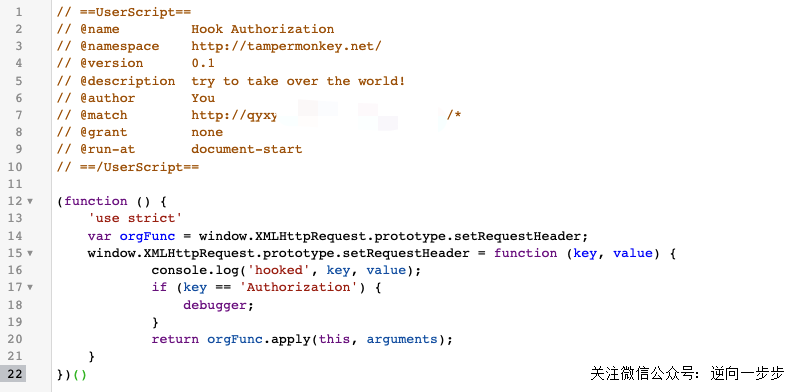 1 // ==UserScript==
2 // @name Hook Authorization
3 // @namespace http://tampermonkey.net/
4 // @version 0.1
5 // @description try to take over the world!
6 // @author You
7 // @match http://qyxy /*
8 // @grant none
9 // @run-at document-start
10 // ==/UserScript==
11
12 (function () {
13 'use strict'
14 var orgFunc = window.XMLHttpRequest.prototype.setRequestHeader;
15 window.XMLHttpRequest.prototype.setRequestHeader = function (key, value) {
16 console.log('hooked', key, value);
17 if (key == 'Authorization') {
18 debugger;
19 }
20 return orgFunc.apply(this, arguments);
21 }
22 })()
关注微信公众号：逆向一步步